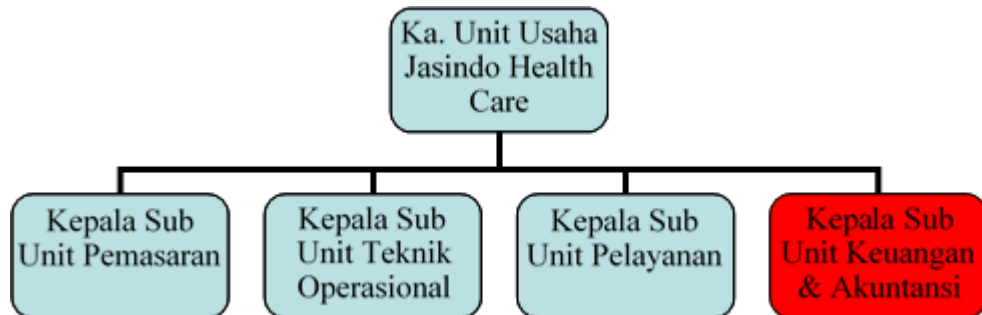 Ka. Unit Usaha
Jasindo Health
Care
Kepala Sub
Unit Pemasaran
Kepala Sub
Unit Teknik
Operasional
Kepala Sub
Unit Pelayanan
Kepala Sub
Unit Keuangan
& Akuntansi